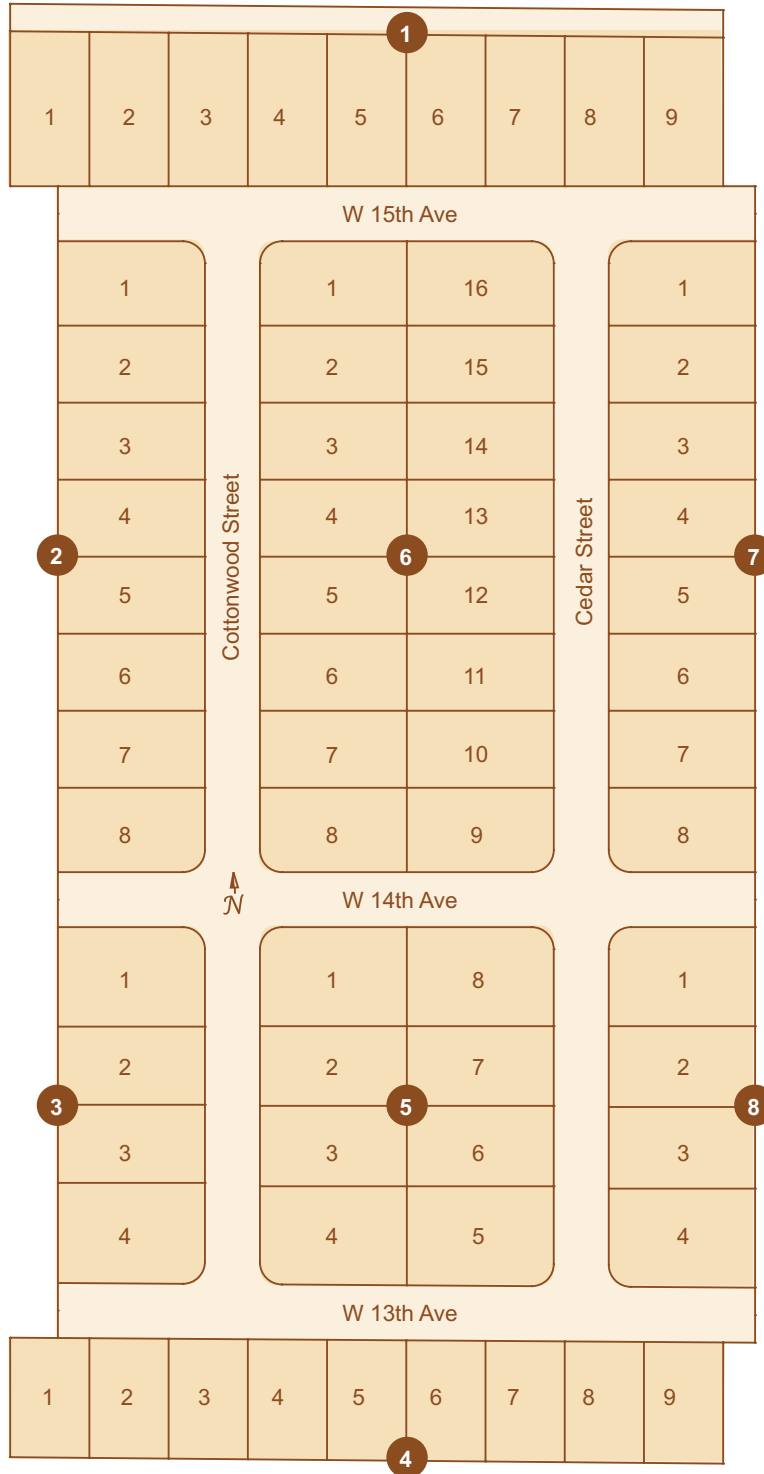 1
1 2 3 4 5 6 7 8 9
W 15th Ave
1 1 16 1
2 2 15 2
3 3 14 3
4 4 13 4
Cottonwood Street
Cedar Street
2 6 7
5 5 12 5
6 6 11 6
7 7 10 7
8 8 9 8
N
W 14th Ave
1 1 8 1
2 2 7 2
3 5 8
3 3 6 3
4 4 5 4
W 13th Ave
1 2 3 4 5 6 7 8 9
4